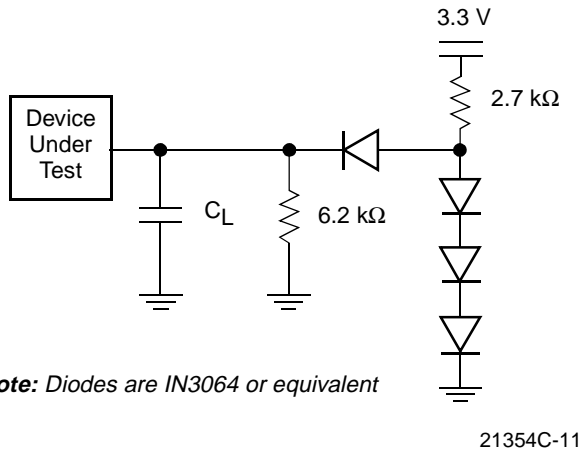 3.3 V
2.7 kΩ
Device
Under
Test
CL
6.2 kΩ
ote: Diodes are IN3064 or equivalent
21354C-11